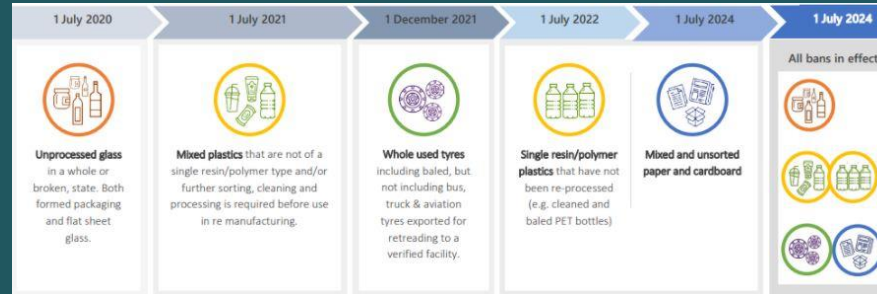 1 July 2020
1 July 2021
1 December 2021
1 July 2022
1 July 2024
1 July 2024
Unprocessed glass
in a whole or
broken, state. Both
formed packaging
and flat sheet
glass.
Mixed plastics that are not of a
single resin/polymer type and/or
further sorting, cleaning and
processing is required before use
in re manufacturing.
Whole used tyres
including baled, but
not including bus,
truck & aviation
tyres exported for
retreading to a
verified facility.
Single resin/polymer
plastics that have not
been re-processed
(e.g. cleaned and
baled PET bottles)
Mixed and unsorted
paper and cardboard
All bans in effect